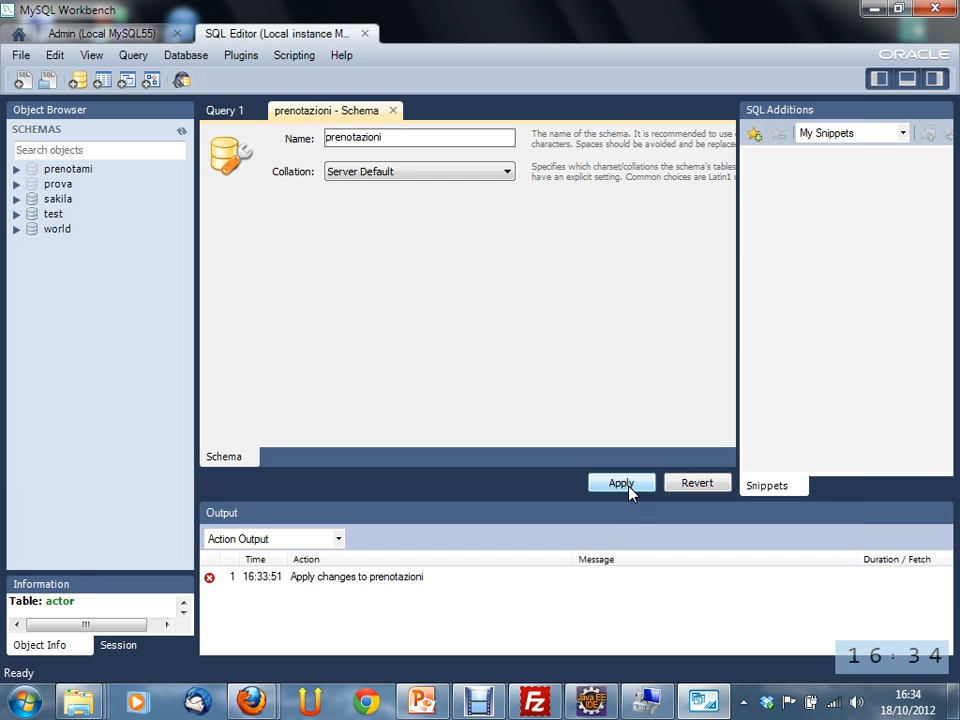 MySQL Workbench
Admin (Local MySQL55)
SQL Editor (Local instance M...
File Edit View Query Database Plugins Scripting Help
ORACLE
Object Browser
SCHEMAS
Search objects
prenotami
prova
sakila
test
world
Query 1
prenotazioni - Schema
Name:
prenotazioni
The name of the schema. It is recommended to use
characters. Spaces should be avoided and be replace
Collation:
Server Default
Specifies which charset/collations the schema's tables
have an explicit setting. Common choices are Latin1
Schema
Apply
Revert
SQL Additions
My Snippets
Snippets
Output
Action Output
Time Action Message Duration / Fetch
1 16:33:51 Apply changes to prenotazioni
Information
Table: actor
Object Info
Session
Ready
16:34
16:34
18/10/2012